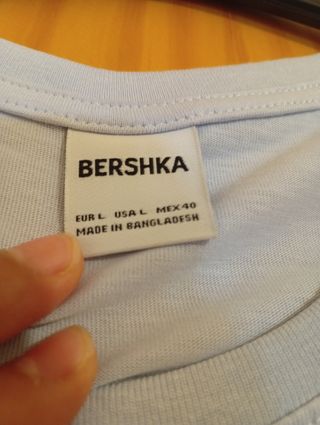 BERSHKA
EUR L USA L MEX 40
MADE IN BANGLADESH